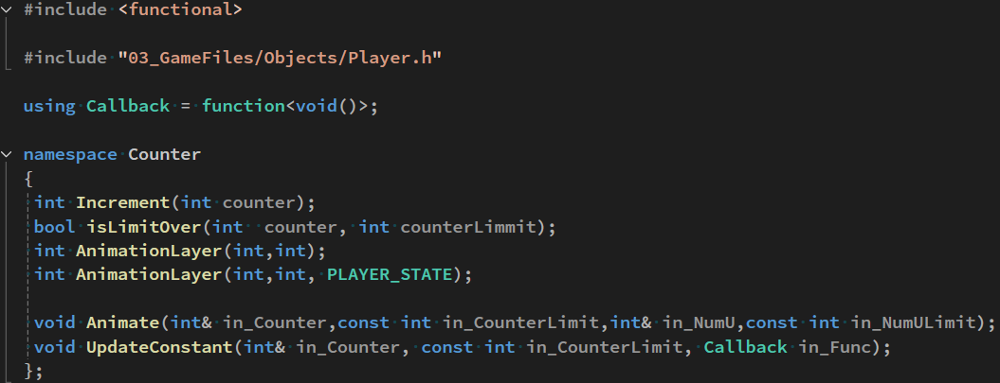 #include <functional>
#include "03_GameFiles/Objects/Player.h"
using Callback = function<void()>;
namespace Counter
{
int Increment(int counter);
bool isLimitOver(int  counter, int counterLimmit);
int AnimationLayer(int,int);
int AnimationLayer(int,int, PLAYER_STATE);
void Animate(int& in_Counter,const int in_CounterLimit,int& in_NumU,const int in_NumULimit);
void UpdateConstant(int& in_Counter, const int in_CounterLimit, Callback in_Func);
};